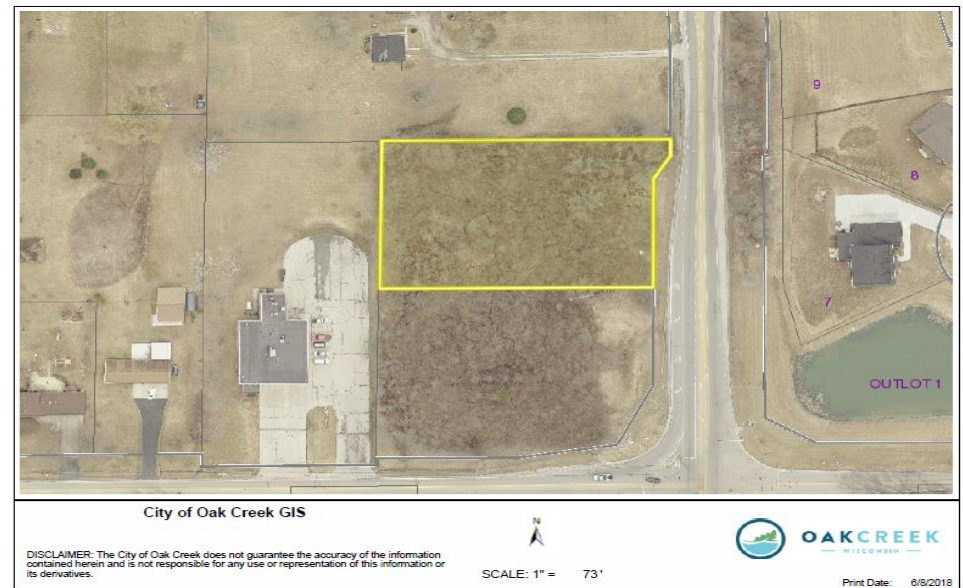 9
8
7
OUTLOT 1
City of Oak Creek GIS
DISCLAIMER: The City of Oak Creek does not guarantee the accuracy of the information
contained herein and is not responsible for any use or representation of this information or
its derivatives.
N
SCALE: 1" = 73'
OAKCREEK
WISCONSIN
Print Date: 6/8/2018